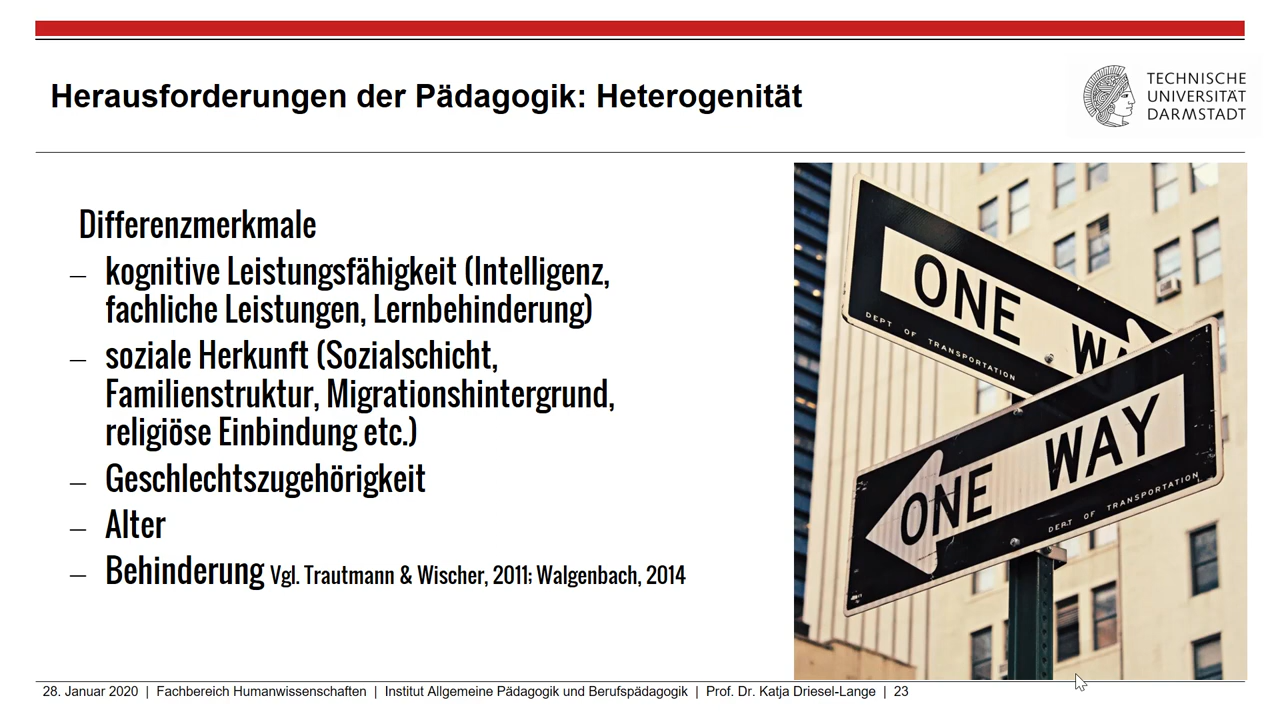 Herausforderungen der Pädagogik: Heterogenität
TECHNISCHE
UNIVERSITÄT
DARMSTADT
Differenzmerkmale
– kognitive Leistungsfähigkeit (Intelligenz,
fachliche Leistungen, Lernbehinderung)
– soziale Herkunft (Sozialschicht,
Familienstruktur, Migrationshintergrund,
religiöse Einbindung etc.)
– Geschlechtszugehörigkeit
– Alter
– Behinderung Vgl. Trautmann & Wischer, 2011; Walgenbach, 2014
ONE WA
DEPT OF TRANSPORTATION
ONE WAY
DEPT OF TRANSPORTATION
28. Januar 2020 | Fachbereich Humanwissenschaften | Institut Allgemeine Pädagogik und Berufspädagogik | Prof. Dr. Katja Driesel-Lange | 23